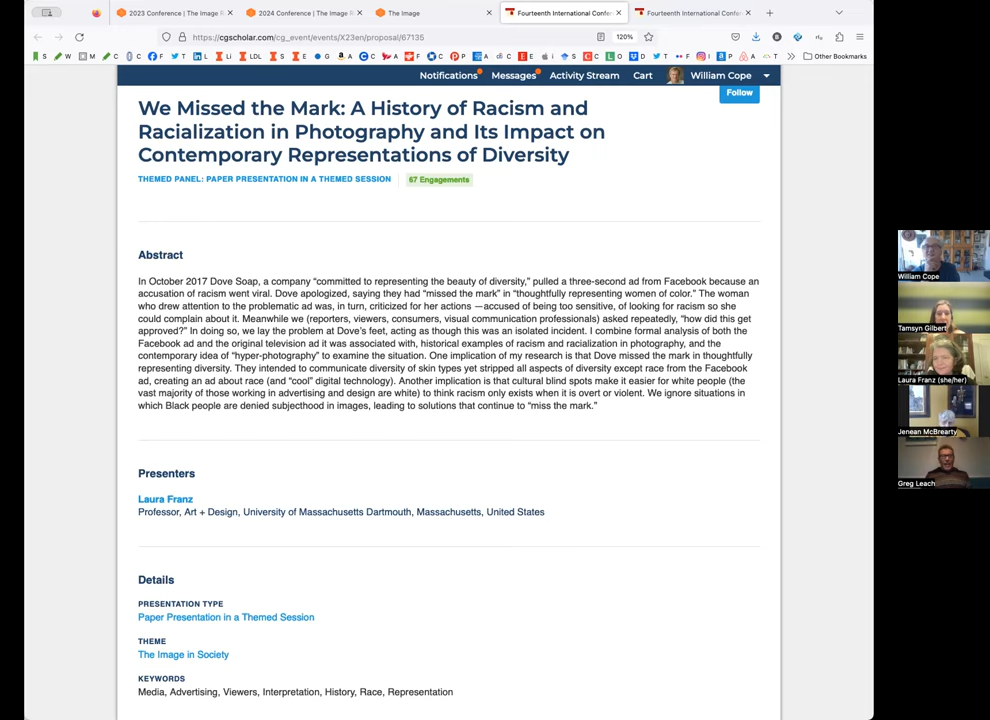 2023 Conference | The Image R
2024 Conference | The Image R
The Image
Fourteenth International Confer
Fourteenth International Confer
https://cgscholar.com/cg_event/events/X23en/proposal/67135
120%
Other Bookmarks
Notifications Messages Activity Stream Cart William Cope
Follow
We Missed the Mark: A History of Racism and
Racialization in Photography and Its Impact on
Contemporary Representations of Diversity
THEMED PANEL: PAPER PRESENTATION IN A THEMED SESSION
67 Engagements
Abstract
In October 2017 Dove Soap, a company “committed to representing the beauty of diversity,” pulled a three-second ad from Facebook because an
accusation of racism went viral. Dove apologized, saying they had “missed the mark” in “thoughtfully representing women of color.” The woman
who drew attention to the problematic ad was, in turn, criticized for her actions —accused of being too sensitive, of looking for racism so she
could complain about it. Meanwhile we (reporters, viewers, consumers, visual communication professionals) asked repeatedly, “how did this get
approved?” In doing so, we lay the problem at Dove’s feet, acting as though this was an isolated incident. I combine formal analysis of both the
Facebook ad and the original television ad it was associated with, historical examples of racism and racialization in photography, and the
contemporary idea of “hyper-photography” to examine the situation. One implication of my research is that Dove missed the mark in thoughtfully
representing diversity. They intended to communicate diversity of skin types yet stripped all aspects of diversity except race from the Facebook
ad, creating an ad about race (and “cool” digital technology). Another implication is that cultural blind spots make it easier for white people (the
vast majority of those working in advertising and design are white) to think racism only exists when it is overt or violent. We ignore situations in
which Black people are denied subjecthood in images, leading to solutions that continue to “miss the mark.”
Presenters
Laura Franz
Professor, Art + Design, University of Massachusetts Dartmouth, Massachusetts, United States
Details
PRESENTATION TYPE
Paper Presentation in a Themed Session
THEME
The Image in Society
KEYWORDS
Media, Advertising, Viewers, Interpretation, History, Race, Representation
William Cope
Tamsyn Gilbert
Laura Franz (she/her)
Jenean McBrearty
Greg Leach